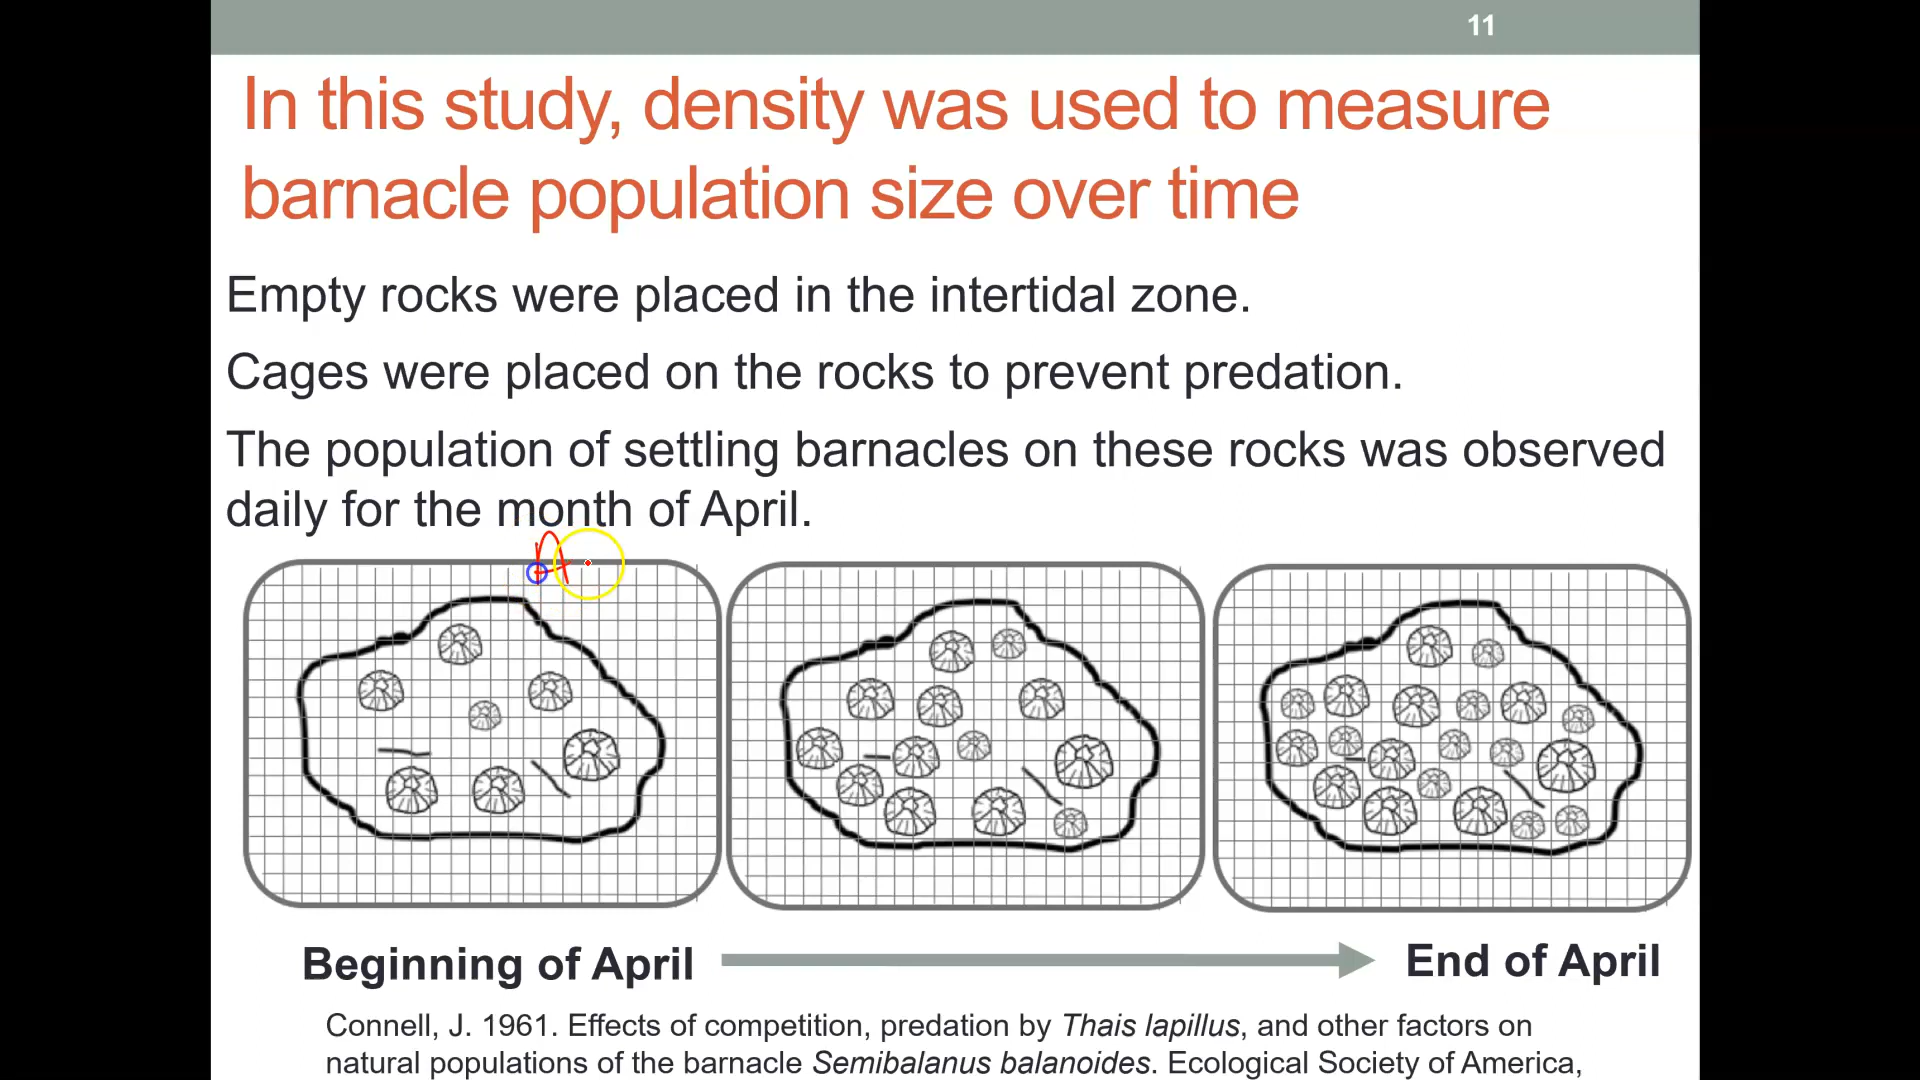 11
In this study, density was used to measure
barnacle population size over time
Empty rocks were placed in the intertidal zone.
Cages were placed on the rocks to prevent predation.
The population of settling barnacles on these rocks was observed
daily for the month of April.
A
Beginning of April
End of April
Connell, J. 1961. Effects of competition, predation by Thais lapillus, and other factors on
natural populations of the barnacle Semibalanus balanoides. Ecological Society of America,